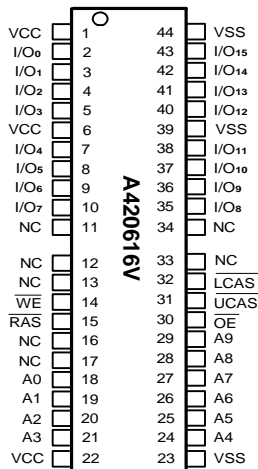 VCC 1 44 VSS
I/O0 2 43 I/O15
I/O1 3 42 I/O14
I/O2 4 41 I/O13
I/O3 5 40 I/O12
VCC 6 39 VSS
I/O4 7 38 I/O11
I/O5 8 37 I/O10
I/O6 9 36 I/O9
I/O7 10 35 I/O8
NC 11 34 NC
A420616V
NC 12 33 NC
NC 13 32 LCAS
WE 14 31 UCAS
RAS 15 30 OE
NC 16 29 A9
NC 17 28 A8
A0 18 27 A7
A1 19 26 A6
A2 20 25 A5
A3 21 24 A4
VCC 22 23 VSS